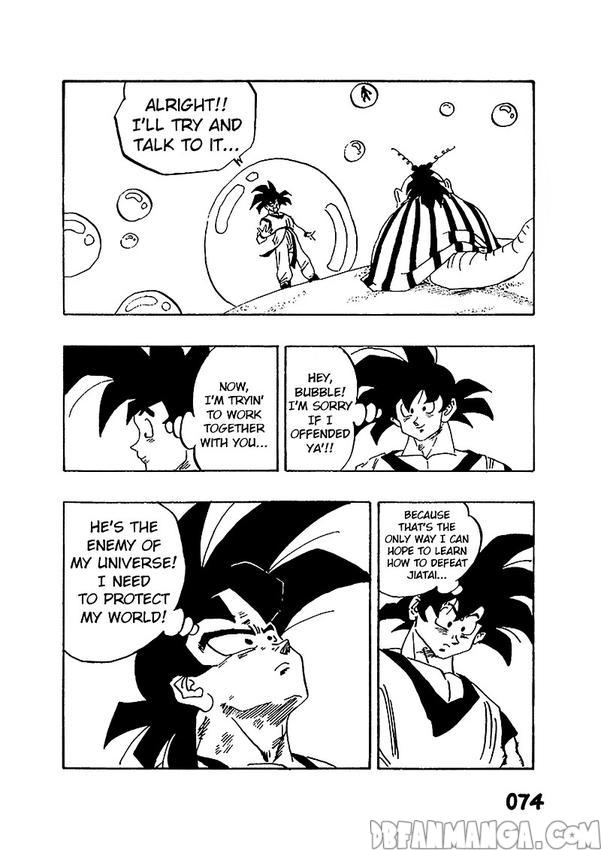 ALRIGHT!!
I'LL TRY AND
TALK TO IT...
HEY,
BUBBLE!
I'M SORRY
IF I
OFFENDED
YA'!!
NOW,
I'M TRYIN'
TO WORK
TOGETHER
WITH YOU...
BECAUSE
THAT'S THE
ONLY WAY I CAN
HOPE TO LEARN
HOW TO DEFEAT
JIATAI...
HE'S THE
ENEMY OF
MY UNIVERSE!
I NEED
TO PROTECT
MY WORLD!
074
DBFANMANGA.COM